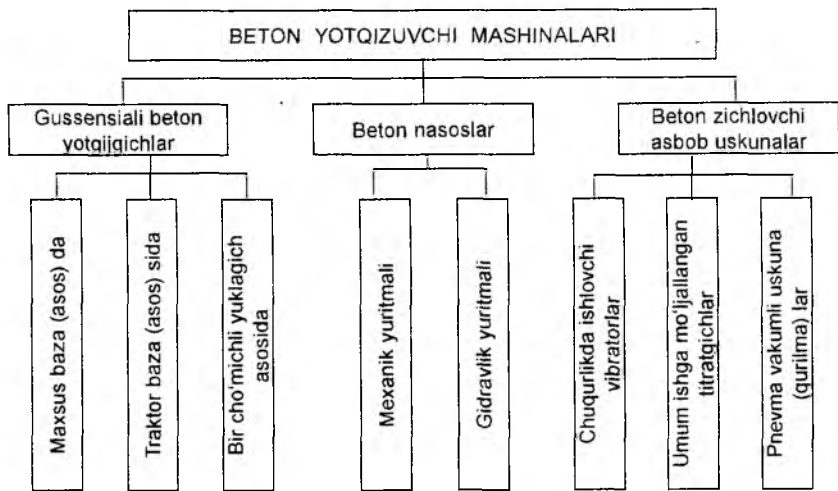 BETON YOTQIZUVCHI MASHINALARI
Gussensiali beton
yotgijgichlar
Beton nasoslar
Beton zichlovchi
asbob uskunalar
Maxsus baza (asos) da
Traktor baza (asos) sida
Bir cho'michli yuklagich
asosida
Mexanik yuritmali
Gidravlik yuritmali
Chuqurlikda ishlovchi
vibratorlar
Umum ishga mo'ljallangan
titratgichlar
Pnevma vakumli uskuna
(qurilma) lar